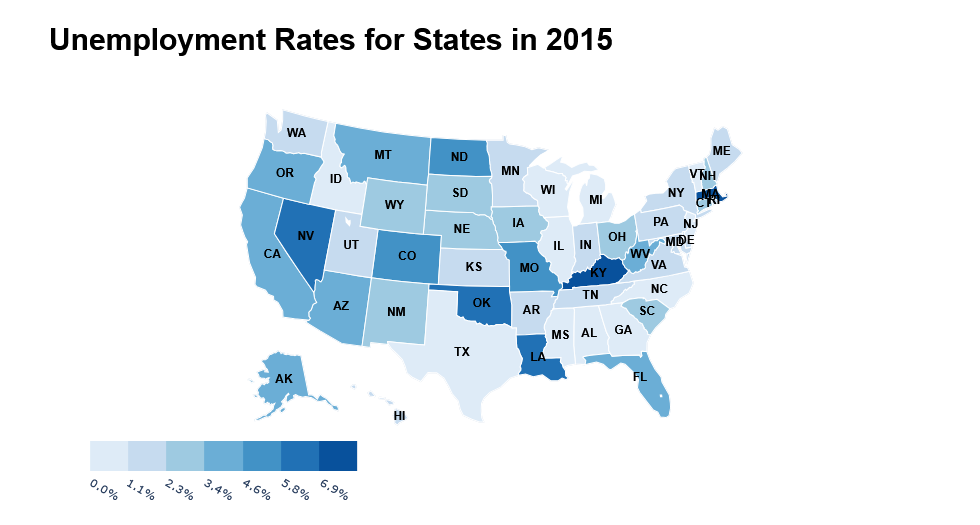 Unemployment Rates for States in 2015
WA
ME
MT
ND
VT
NH
MN
OR
ID
WI
SD
NY
MI
MA
RI
CT
WY
IA
PA
NJ
NE
OH
NV
UT
IL
IN
MD
DE
CA
CO
WV
KS
MO
VA
KY
NC
TN
OK
AZ
NM
AR
SC
MS
AL
GA
TX
LA
AK
FL
HI
0.0%
1.1%
2.3%
3.4%
4.6%
5.8%
6.9%